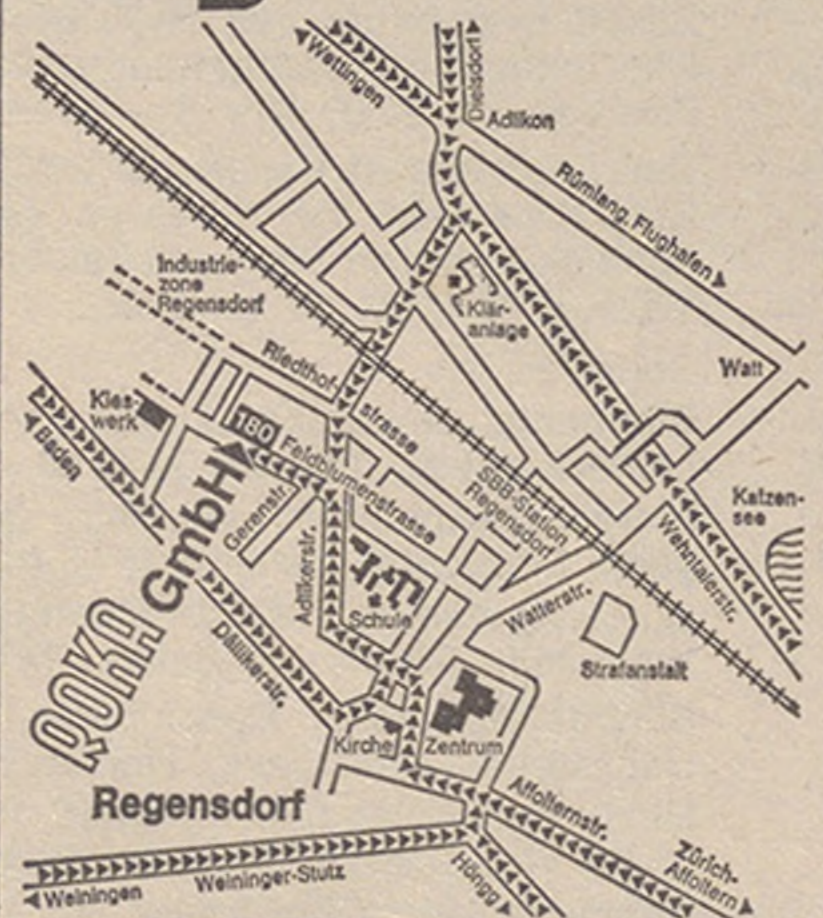 Wettingen
Dielsdorf
Adlikon
Rümlang, Flughafen
Industrie-
zone
Regensdorf
Klär-
anlage
Watt
Riedthof-
strasse
Kies-
werk
180
Baden
Feldblumenstrasse
SBB-Station
Regensdorf
Katzen-
see
Gerenstr.
Adlikerstr.
Wehntalerstr.
ROKA GmbH
Schule
Watterstr.
Strafanstalt
Dällikerstr.
Kirche
Zentrum
Regensdorf
Affolternstr.
Zürich-
Affoltern
Weiningen
Weininger-Stutz
Höngg